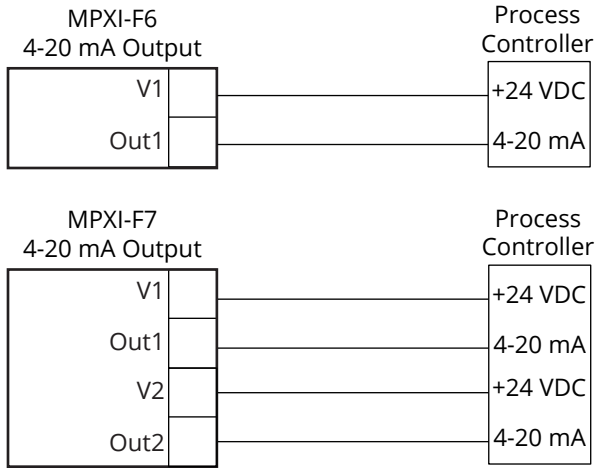 MPXI-F6
4-20 mA Output
Process
Controller
V1
+24 VDC
Out1
4-20 mA
MPXI-F7
4-20 mA Output
Process
Controller
V1
+24 VDC
Out1
4-20 mA
V2
+24 VDC
Out2
4-20 mA